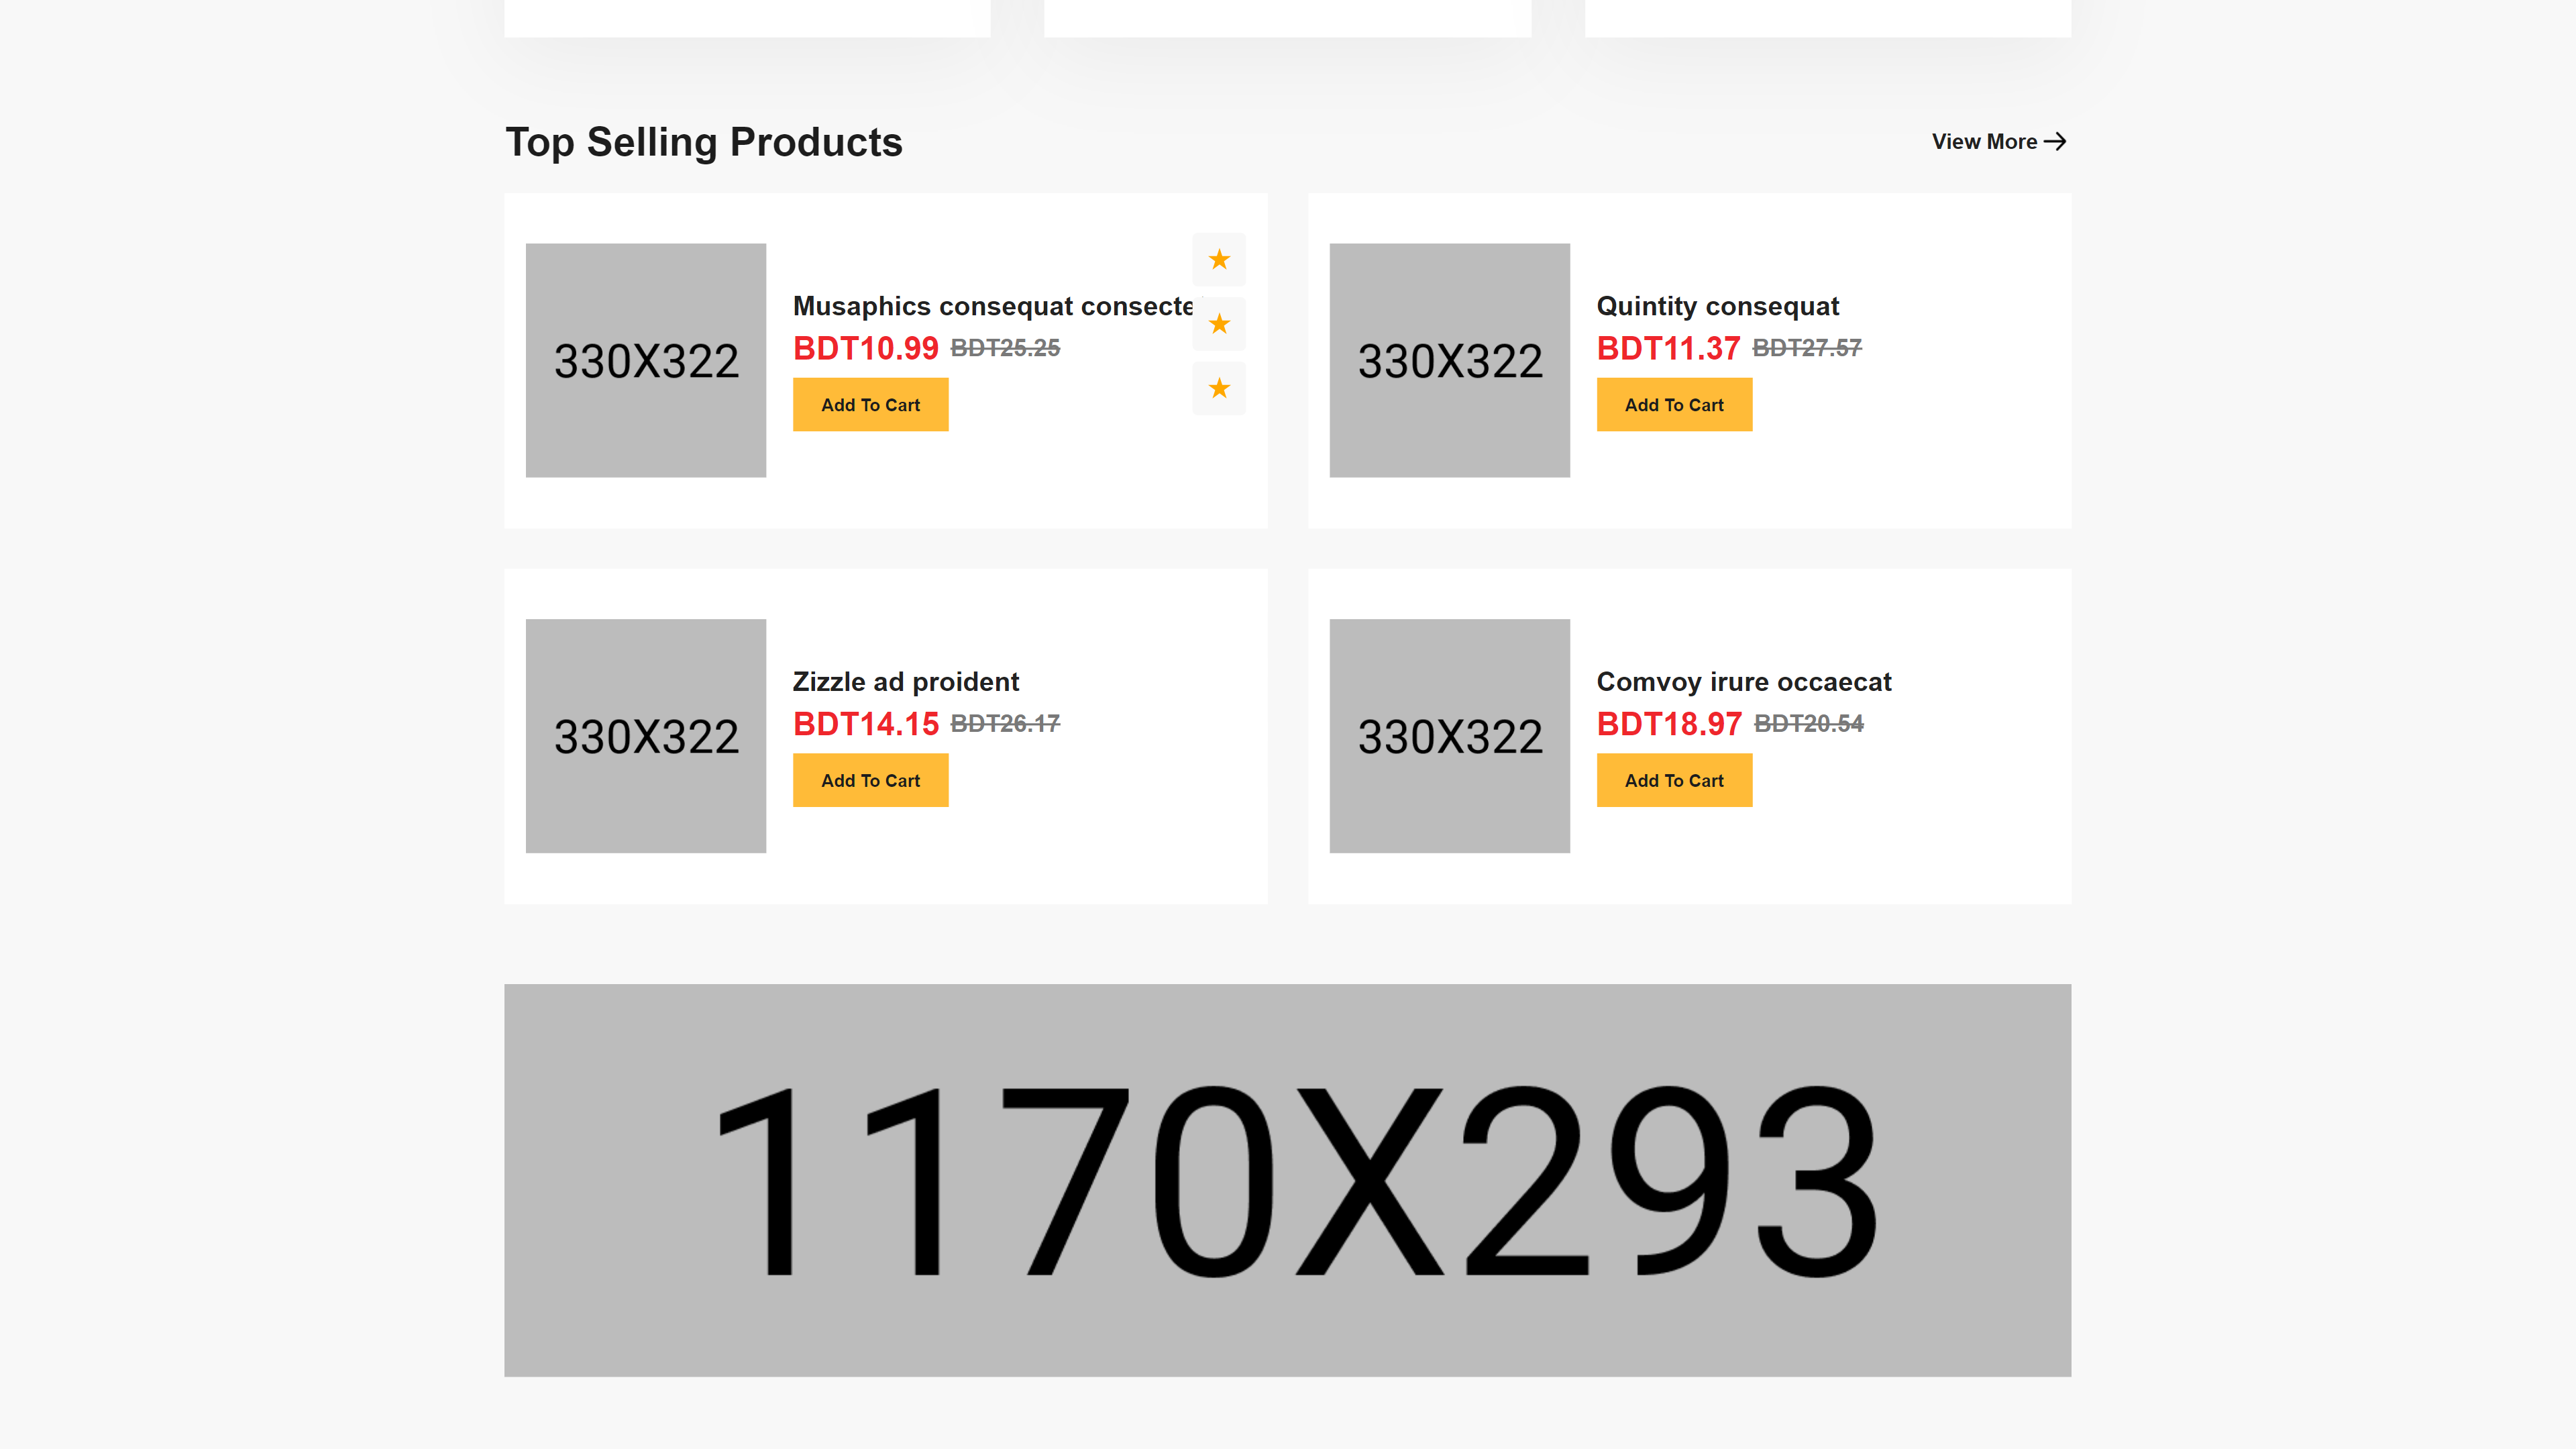 Top Selling Products
View More
330X322
Musaphics consequat
BDT10.99 BDT25.25
Add To Cart
330X322
Quintity consequat
BDT11.37 BDT27.57
Add To Cart
330X322
Zizzle ad proident
BDT14.15 BDT26.17
Add To Cart
330X322
Comvoy irure occaecat
BDT18.97 BDT20.54
Add To Cart
1170X293